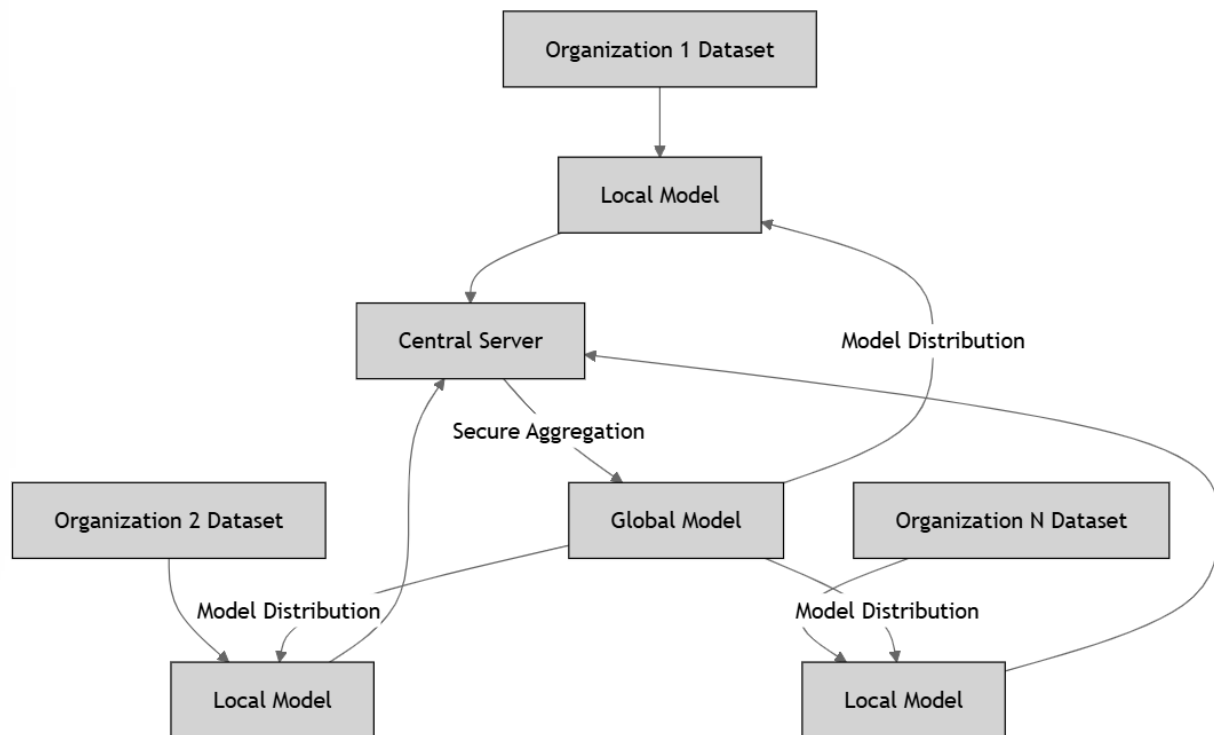 Organization 1 Dataset
Local Model
Central Server
Model Distribution
Secure Aggregation
Organization 2 Dataset
Global Model
Organization N Dataset
Model Distribution
Model Distribution
Local Model
Local Model